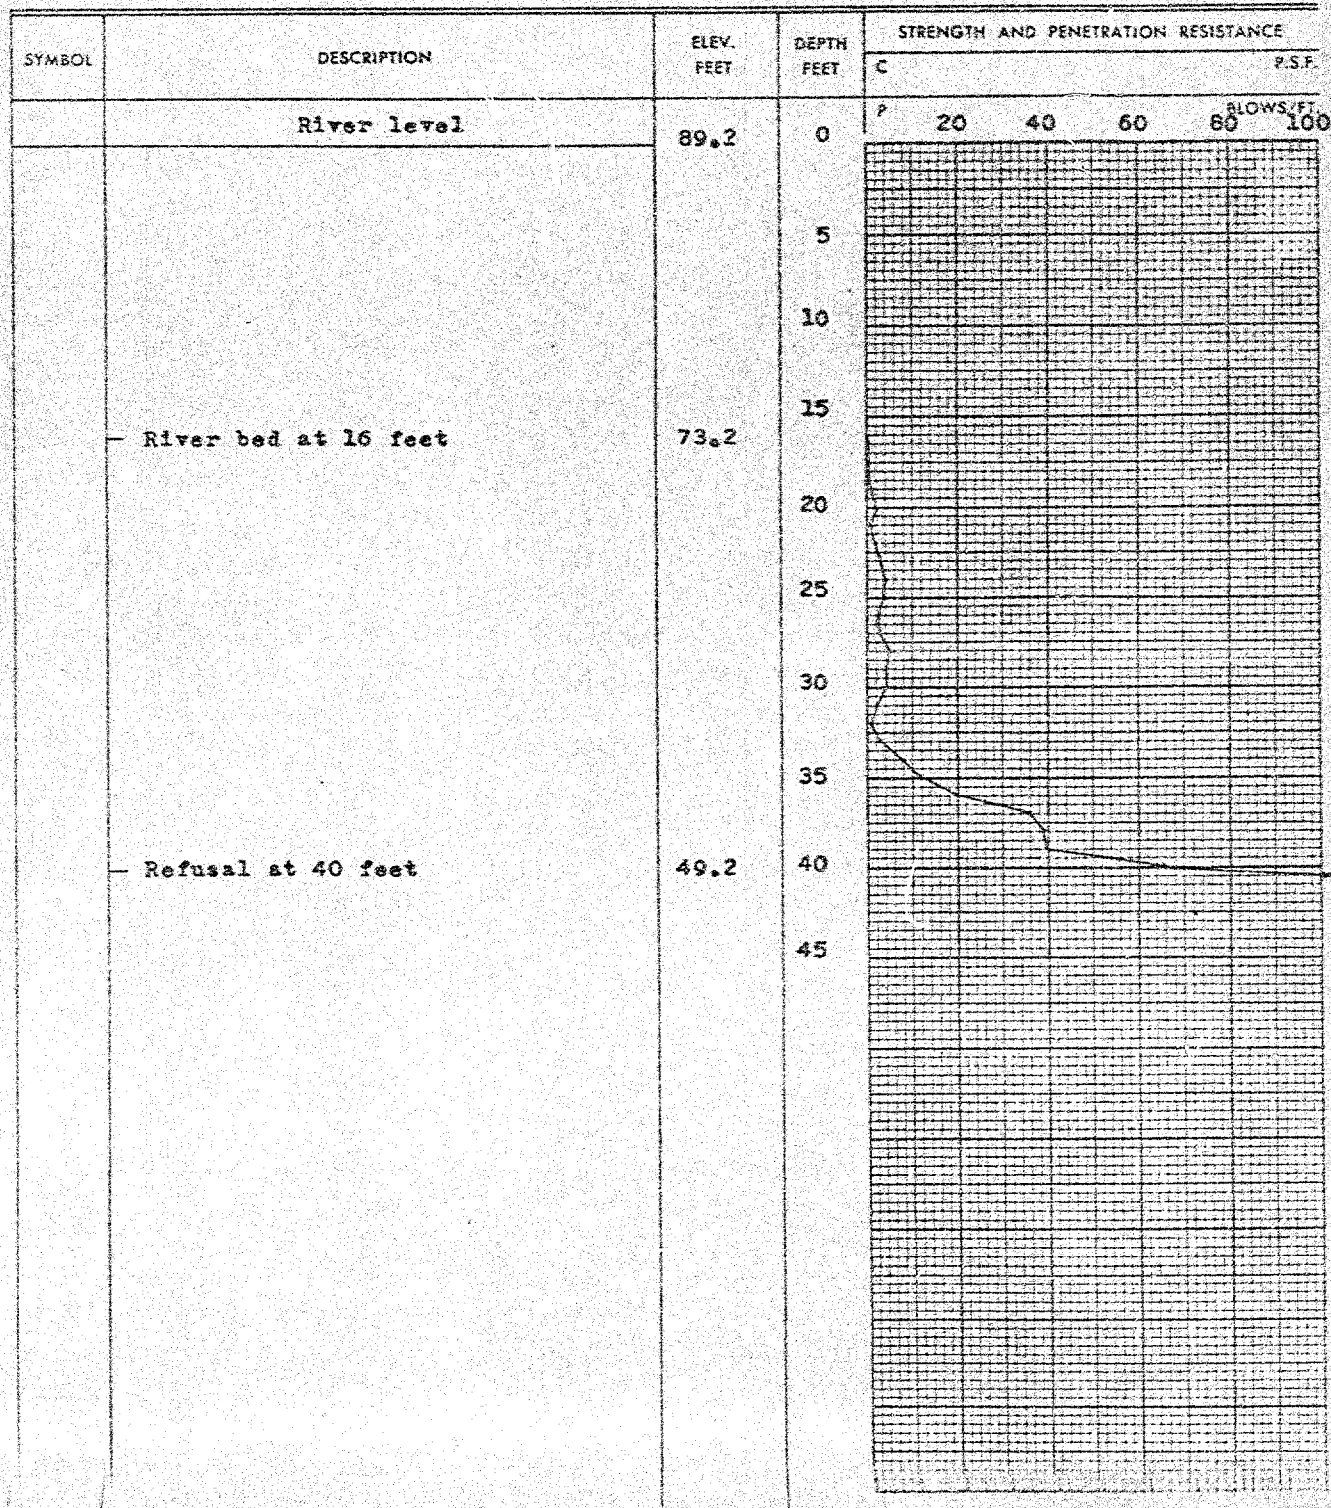 SYMBOL DESCRIPTION ELEV. FEET DEPTH FEET STRENGTH AND PENETRATION RESISTANCE
C P.S.F.
P BLOWS/FT.
20 40 60 80 100
River level 89.2 0
5
10
15
River bed at 16 feet 73.2
20
25
30
35
Refusal at 40 feet 49.2 40
45